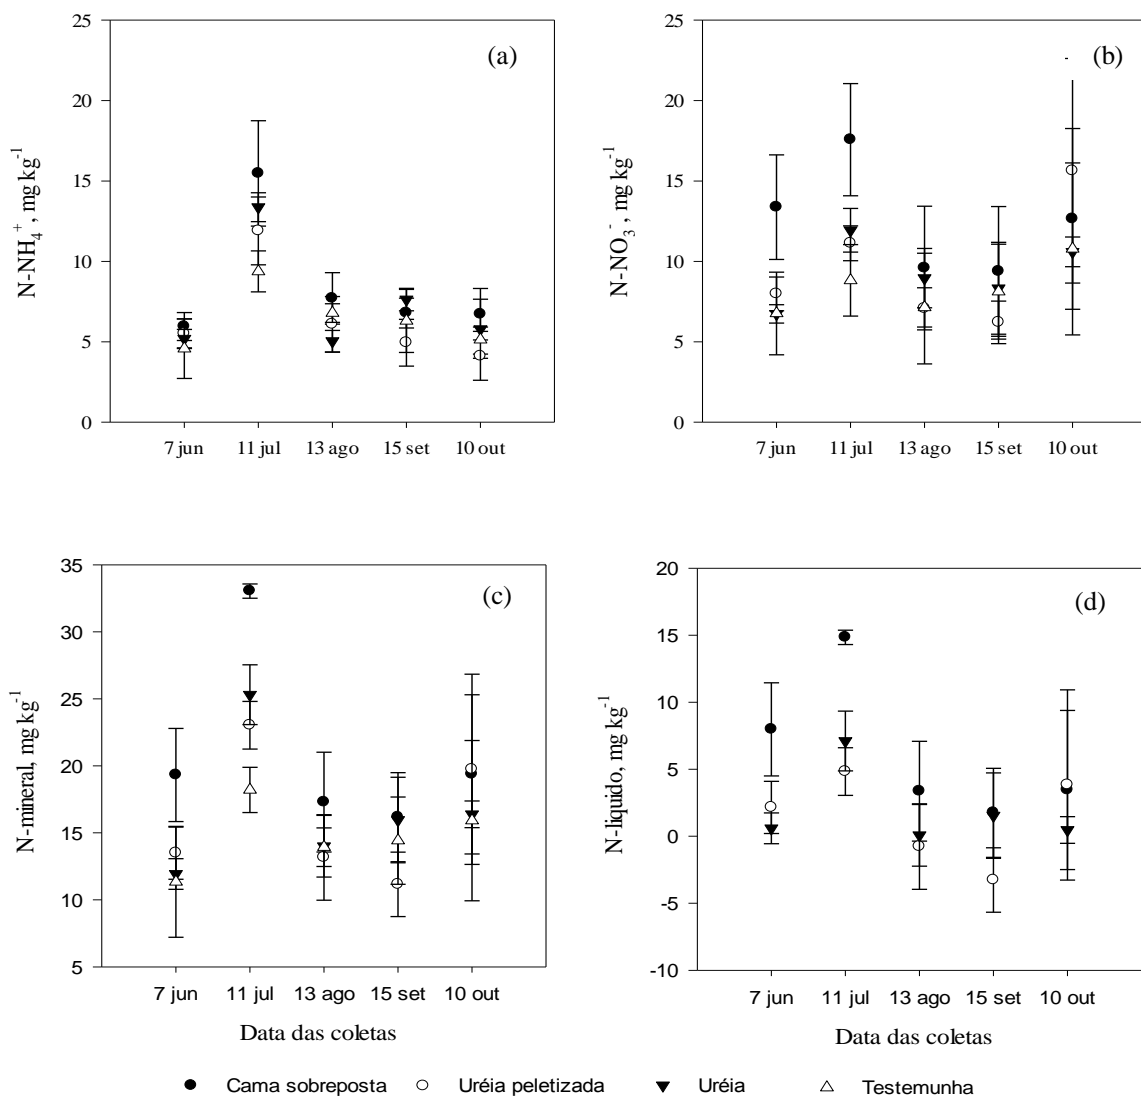 (a)
N-NH4+, mg kg-1
25
20
15
10
5
0
7 jun 11 jul 13 ago 15 set 10 out
(b)
N-NO3-, mg kg-1
25
20
15
10
5
0
7 jun 11 jul 13 ago 15 set 10 out
(c)
N-mineral, mg kg-1
35
30
25
20
15
10
5
7 jun 11 jul 13 ago 15 set 10 out
Data das coletas
(d)
N-liquido, mg kg-1
20
15
10
5
0
-5
-10
7 jun 11 jul 13 ago 15 set 10 out
Data das coletas
Cama sobreposta Uréia peletizada Uréia Testemunha